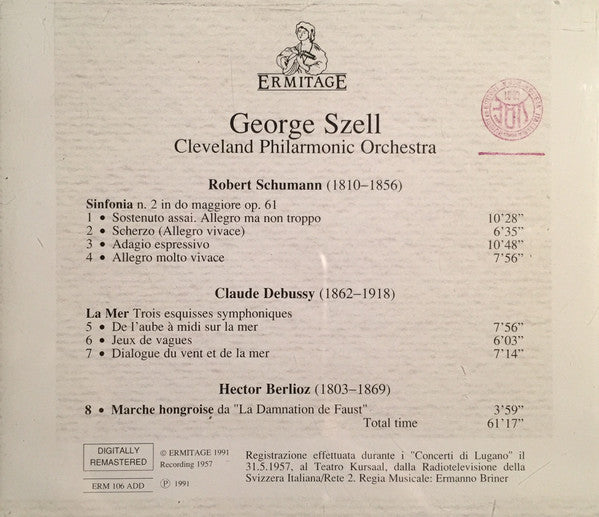 ERMITAGE
George Szell
Cleveland Philarmonic Orchestra
Robert Schumann (1810–1856)
Sinfonia n. 2 in do maggiore op. 61
1 • Sostenuto assai. Allegro ma non troppo 10'28"
2 • Scherzo (Allegro vivace) 6'35"
3 • Adagio espressivo 10'48"
4 • Allegro molto vivace 7'56"
Claude Debussy (1862–1918)
La Mer Trois esquisses symphoniques
5 • De l'aube à midi sur la mer 7'56"
6 • Jeux de vagues 6'03"
7 • Dialogue du vent et de la mer 7'14"
Hector Berlioz (1803–1869)
8 • Marche hongroise da "La Damnation de Faust" 3'59"
Total time 61'17"
DIGITALLY
REMASTERED
ERM 106 ADD
© ERMITAGE 1991
Recording 1957
℗ 1991
Registrazione effettuata durante i "Concerti di Lugano" il
31.5.1957, al Teatro Kursaal, dalla Radiotelevisione della
Svizzera Italiana/Rete 2. Regia Musicale: Ermanno Briner